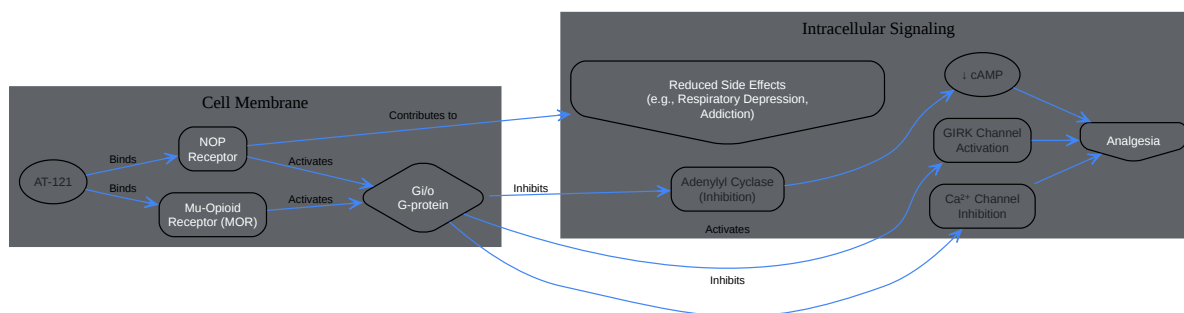 Intracellular Signaling
Cell Membrane
Reduced Side Effects
(e.g., Respiratory Depression,
Addiction)
↓ cAMP
Contributes to
NOP
Receptor
GIRK Channel
Activation
Analgesia
Binds
Activates
AT-121
Binds
Mu-Opioid
Receptor (MOR)
Activates
Gi/o
G-protein
Inhibits
Adenylyl Cyclase
(Inhibition)
Ca²⁺ Channel
Inhibition
Activates
Inhibits